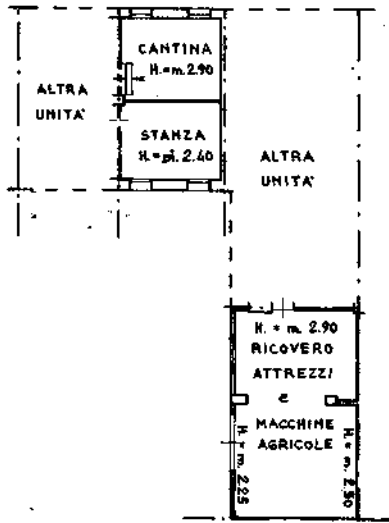 CANTINA
H.=m.2.90
ALTRA
UNITA'
STANZA
H.=m. 2.40
ALTRA
UNITA'
H. = m. 2.90
RICOVERO
ATTREZZI
e
MACCHINE
AGRICOLE
H. = m. 2.25
H. = m. 2.50